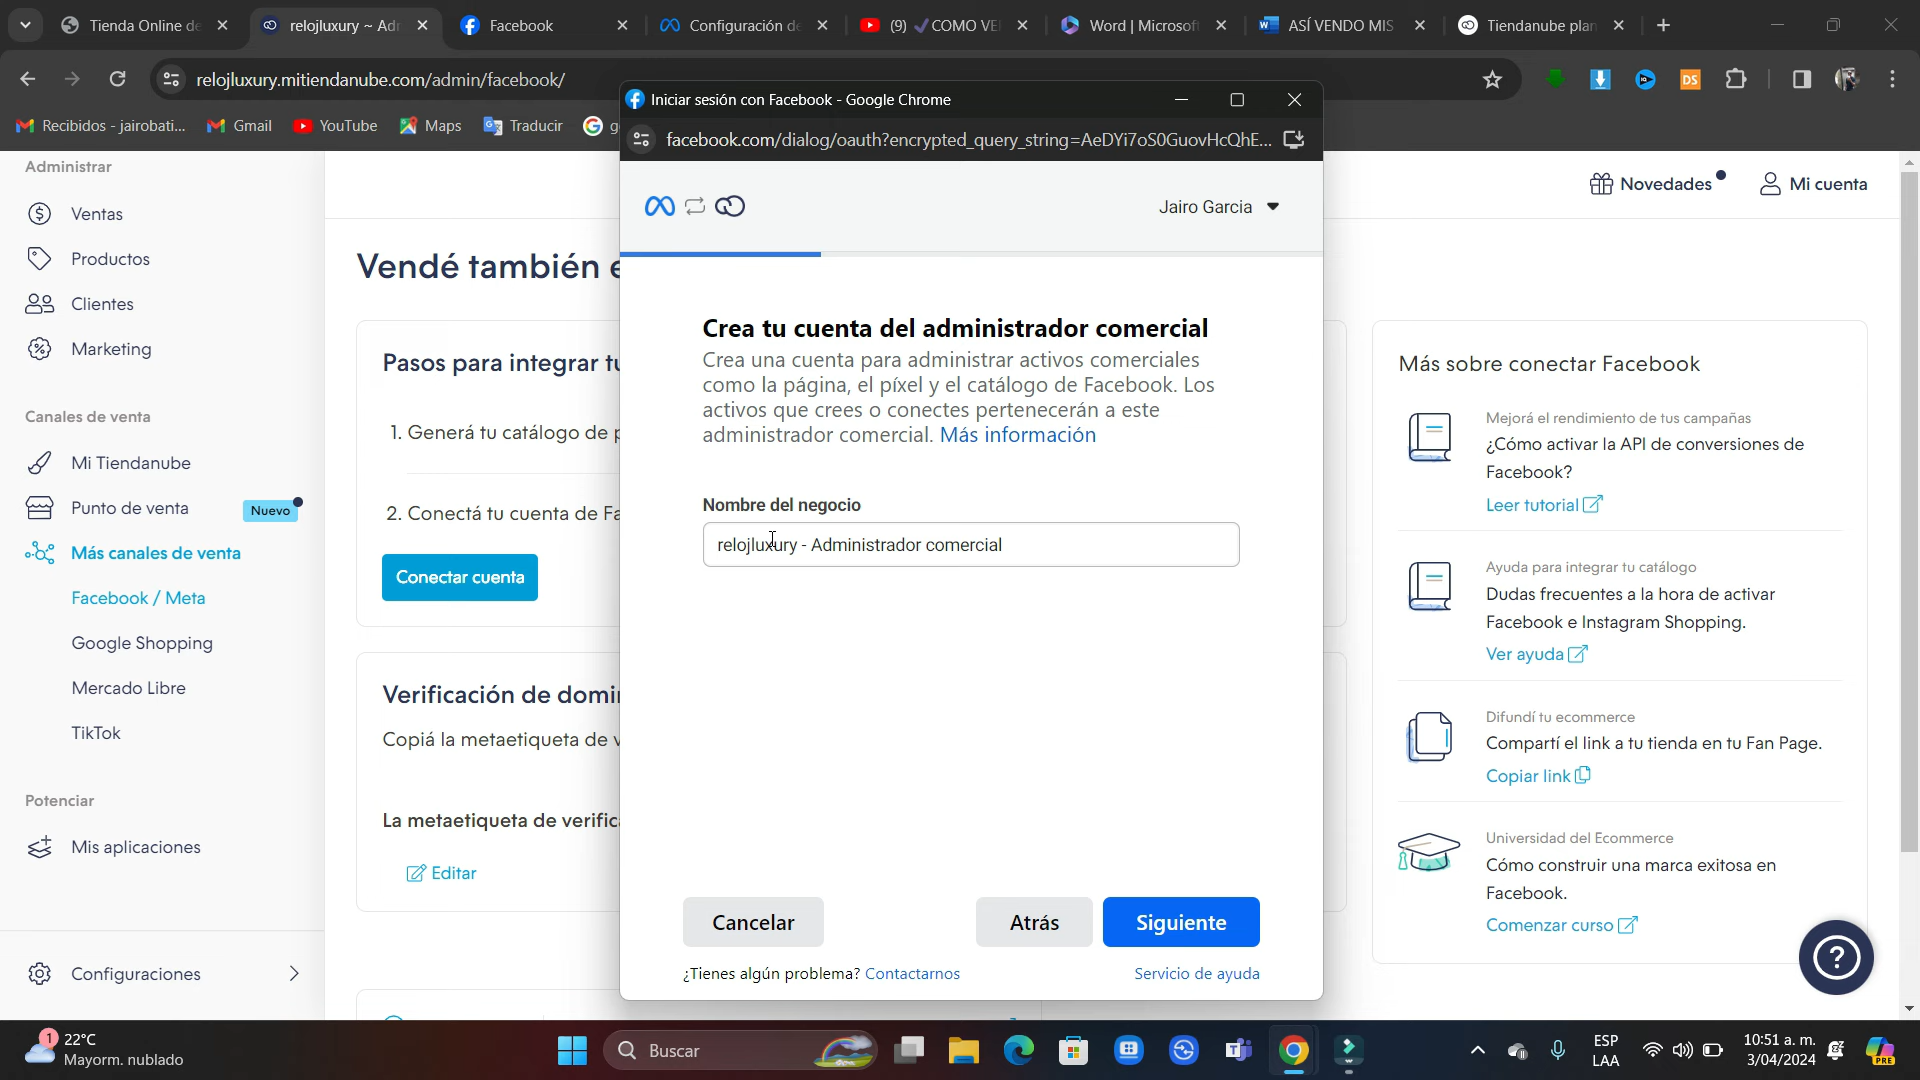 Tienda Online de
relojluxury ~ Adr
Facebook
Configuración de
(9) ✓COMO VE
Word | Microsoft
ASÍ VENDO MIS
Tiendanube plan
relojluxury.mitiendanube.com/admin/facebook/
Recibidos - jairobati...
Gmail
YouTube
Maps
Traducir
Iniciar sesión con Facebook - Google Chrome
facebook.com/dialog/oauth?encrypted_query_string=AeDYi7oS0GuovHcQhE...
Administrar
Ventas
Productos
Clientes
Marketing
Canales de venta
Mi Tiendanube
Punto de venta
Nuevo
Más canales de venta
Facebook / Meta
Google Shopping
Mercado Libre
TikTok
Potenciar
Mis aplicaciones
Configuraciones
Novedades
Mi cuenta
Vendé también e
Pasos para integrar tu
1. Generá tu catálogo de p
2. Conectá tu cuenta de Fa
Conectar cuenta
Verificación de domi
Copiá la metaetiqueta de v
La metaetiqueta de verific
Editar
Jairo Garcia
Crea tu cuenta del administrador comercial
Crea una cuenta para administrar activos comerciales
como la página, el píxel y el catálogo de Facebook. Los
activos que crees o conectes pertenecerán a este
administrador comercial. Más información
Nombre del negocio
relojluxury - Administrador comercial
Cancelar
Atrás
Siguiente
¿Tienes algún problema? Contactarnos
Servicio de ayuda
Más sobre conectar Facebook
Mejorá el rendimiento de tus campañas
¿Cómo activar la API de conversiones de
Facebook?
Leer tutorial
Ayuda para integrar tu catálogo
Dudas frecuentes a la hora de activar
Facebook e Instagram Shopping.
Ver ayuda
Difundí tu ecommerce
Compartí el link a tu tienda en tu Fan Page.
Copiar link
Universidad del Ecommerce
Cómo construir una marca exitosa en
Facebook.
Comenzar curso
1
22°C
Mayorm. nublado
Buscar
ESP
LAA
10:51 a. m.
3/04/2024
PRE